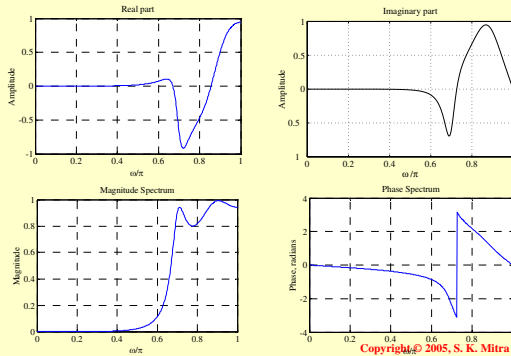 Real part
Amplitude
1
0.5
0
-0.5
-1
0 0.2 0.4 0.6 0.8 1
ω/π
Imaginary part
Amplitude
1
0.5
0
0.5
1
0 0.2 0.4 0.6 0.8
ω/π
Magnitude Spectrum
Magnitude
1
0.8
0.6
0.4
0.2
0
0 0.2 0.4 0.6 0.8 1
ω/π
Phase Spectrum
Phase, radians
4
2
0
-2
-4
0 0.2 0.4 0.6 0.8
ω/π
Copyright © 2005, S. K. Mitra